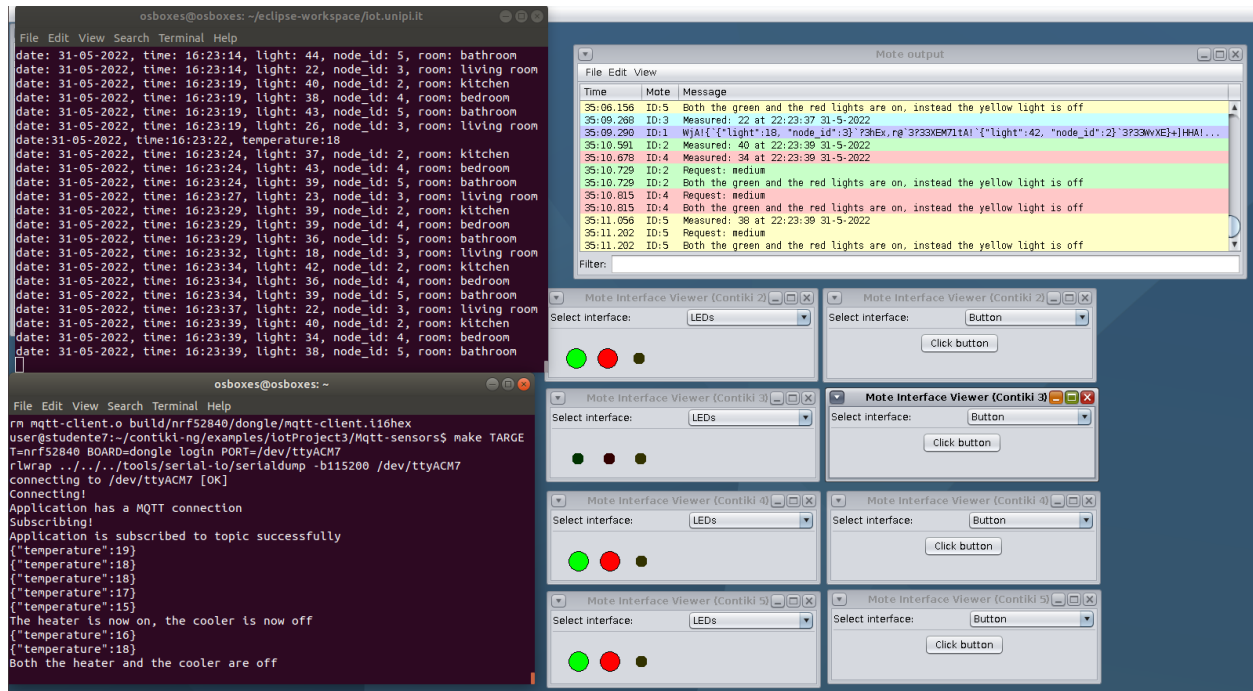 osboxes@osboxes: ~/eclipse-workspace/iot.unipi.it
File Edit View Search Terminal Help
date: 31-05-2022, time: 16:23:14, light: 44, node_id: 5, room: bathroom
date: 31-05-2022, time: 16:23:14, light: 22, node_id: 3, room: living room
date: 31-05-2022, time: 16:23:19, light: 40, node_id: 2, room: kitchen
date: 31-05-2022, time: 16:23:19, light: 38, node_id: 4, room: bedroom
date: 31-05-2022, time: 16:23:19, light: 43, node_id: 5, room: bathroom
date: 31-05-2022, time: 16:23:19, light: 26, node_id: 3, room: living room
date:31-05-2022, time:16:23:22, temperature:18
date: 31-05-2022, time: 16:23:24, light: 37, node_id: 2, room: kitchen
date: 31-05-2022, time: 16:23:24, light: 43, node_id: 4, room: bedroom
date: 31-05-2022, time: 16:23:24, light: 39, node_id: 5, room: bathroom
date: 31-05-2022, time: 16:23:27, light: 23, node_id: 3, room: living room
date: 31-05-2022, time: 16:23:29, light: 39, node_id: 2, room: kitchen
date: 31-05-2022, time: 16:23:29, light: 39, node_id: 4, room: bedroom
date: 31-05-2022, time: 16:23:29, light: 36, node_id: 5, room: bathroom
date: 31-05-2022, time: 16:23:32, light: 18, node_id: 3, room: living room
date: 31-05-2022, time: 16:23:34, light: 42, node_id: 2, room: kitchen
date: 31-05-2022, time: 16:23:34, light: 36, node_id: 4, room: bedroom
date: 31-05-2022, time: 16:23:34, light: 39, node_id: 5, room: bathroom
date: 31-05-2022, time: 16:23:37, light: 22, node_id: 3, room: living room
date: 31-05-2022, time: 16:23:39, light: 40, node_id: 2, room: kitchen
date: 31-05-2022, time: 16:23:39, light: 34, node_id: 4, room: bedroom
date: 31-05-2022, time: 16:23:39, light: 38, node_id: 5, room: bathroom
osboxes@osboxes: ~
File Edit View Search Terminal Help
rm mqtt-client.o build/nrf52840/dongle/mqtt-client.i16hex
user@studente7:~/contiki-ng/examples/iotProject3/Mqtt-sensors$ make TARGE
T=nrf52840 BOARD=dongle login PORT=/dev/ttyACM7
rlwrap ../../../tools/serial-io/serialdump -b115200 /dev/ttyACM7
connecting to /dev/ttyACM7 [OK]
Connecting!
Application has a MQTT connection
Subscribing!
Application is subscribed to topic successfully
{"temperature":19}
{"temperature":18}
{"temperature":18}
{"temperature":17}
{"temperature":15}
The heater is now on, the cooler is now off
{"temperature":16}
{"temperature":18}
Both the heater and the cooler are off
Mote output
File Edit View
Time Mote Message
35:06.156 ID:5 Both the green and the red lights are on, instead the yellow light is off
35:09.268 ID:3 Measured: 22 at 22:23:37 31-5-2022
35:09.290 ID:1 WjA!{`{"light":18, "node_id":3}`?3hEx,r@`3?33XEM71tA!`{"light":42, "node_id":2}`3?33WvXE}+]HHA!...
35:10.591 ID:2 Measured: 40 at 22:23:39 31-5-2022
35:10.678 ID:4 Measured: 34 at 22:23:39 31-5-2022
35:10.729 ID:2 Request: medium
35:10.729 ID:2 Both the green and the red lights are on, instead the yellow light is off
35:10.815 ID:4 Request: medium
35:10.815 ID:4 Both the green and the red lights are on, instead the yellow light is off
35:11.056 ID:5 Measured: 38 at 22:23:39 31-5-2022
35:11.202 ID:5 Request: medium
35:11.202 ID:5 Both the green and the red lights are on, instead the yellow light is off
Filter:
Mote Interface Viewer (Contiki 2)
Select interface: LEDs
Mote Interface Viewer (Contiki 2)
Select interface: Button
Click button
Mote Interface Viewer (Contiki 3)
Select interface: LEDs
Mote Interface Viewer (Contiki 3)
Select interface: Button
Click button
Mote Interface Viewer (Contiki 4)
Select interface: LEDs
Mote Interface Viewer (Contiki 4)
Select interface: Button
Click button
Mote Interface Viewer (Contiki 5)
Select interface: LEDs
Mote Interface Viewer (Contiki 5)
Select interface: Button
Click button